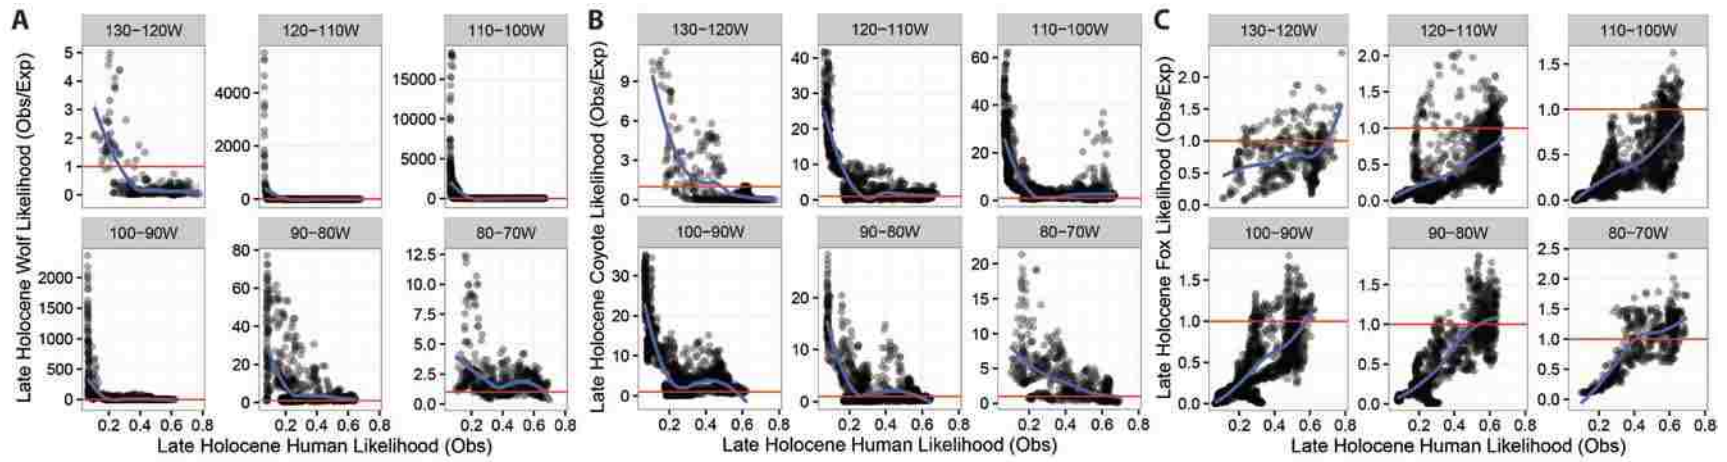 A
130−120W
120−110W
110−100W
5
4
3
2
1
0
4000
2000
0
15000
10000
5000
0
100−90W
90−80W
80−70W
2000
1500
1000
500
0
80
60
40
20
0
12.5
10.0
7.5
5.0
2.5
0.0
0.2 0.4 0.6 0.8
0.2 0.4 0.6 0.8
0.2 0.4 0.6 0.8
Late Holocene Wolf Likelihood (Obs/Exp)
Late Holocene Human Likelihood (Obs)
B
130−120W
120−110W
110−100W
9
6
3
0
40
30
20
10
0
60
40
20
0
100−90W
90−80W
80−70W
30
20
10
0
20
10
0
20
15
10
5
0
0.2 0.4 0.6 0.8
0.2 0.4 0.6 0.8
0.2 0.4 0.6 0.8
Late Holocene Coyote Likelihood (Obs/Exp)
Late Holocene Human Likelihood (Obs)
C
130−120W
120−110W
110−100W
2.0
1.5
1.0
0.5
0.0
2.0
1.5
1.0
0.5
0.0
1.5
1.0
0.5
0.0
100−90W
90−80W
80−70W
1.5
1.0
0.5
0.0
1.5
1.0
0.5
0.0
2.5
2.0
1.5
1.0
0.5
0.0
0.2 0.4 0.6 0.8
0.2 0.4 0.6 0.8
0.2 0.4 0.6 0.8
Late Holocene Fox Likelihood (Obs/Exp)
Late Holocene Human Likelihood (Obs)